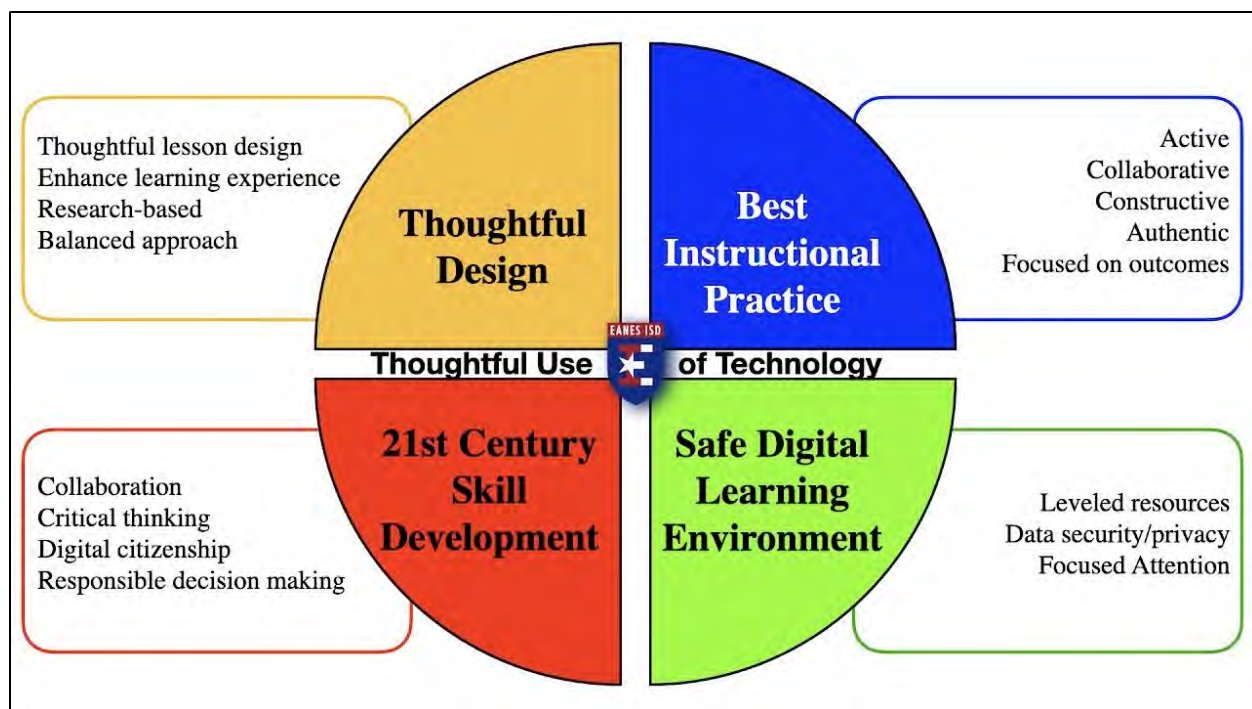 Thoughtful lesson design
Enhance learning experience
Research-based
Balanced approach
Thoughtful
Design
Best
Instructional
Practice
Active
Collaborative
Constructive
Authentic
Focused on outcomes
EANES ISD
Thoughtful Use of Technology
Collaboration
Critical thinking
Digital citizenship
Responsible decision making
21st Century
Skill
Development
Safe Digital
Learning
Environment
Leveled resources
Data security/privacy
Focused Attention